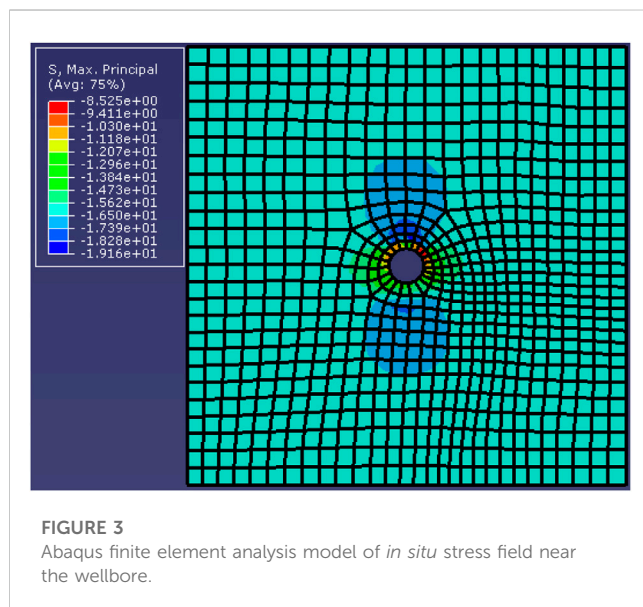 S, Max. Principal
(Avg: 75%)
-8.525e+00
-9.411e+00
-1.030e+01
-1.118e+01
-1.207e+01
-1.296e+01
-1.384e+01
-1.473e+01
-1.562e+01
-1.650e+01
-1.739e+01
-1.828e+01
-1.916e+01
FIGURE 3
Abaqus finite element analysis model of in situ stress field near
the wellbore.